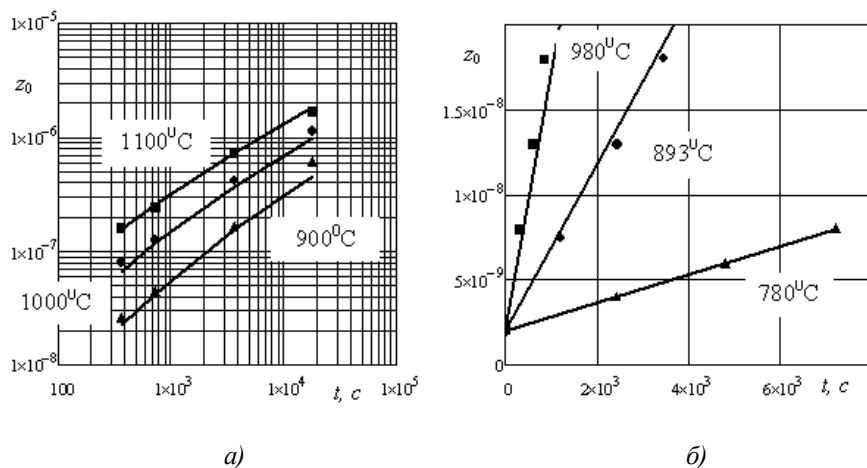 1×10⁻⁵
z₀
1×10⁻⁶
1100⁰C
1×10⁻⁷
900⁰C
1000⁰C
1×10⁻⁸
100
1×10³
1×10⁴
t, c
1×10⁵
а)
z₀
980⁰C
1.5×10⁻⁸
893⁰C
1×10⁻⁸
5×10⁻⁹
780⁰C
0
0
2×10³
4×10³
6×10³
t, c
б)